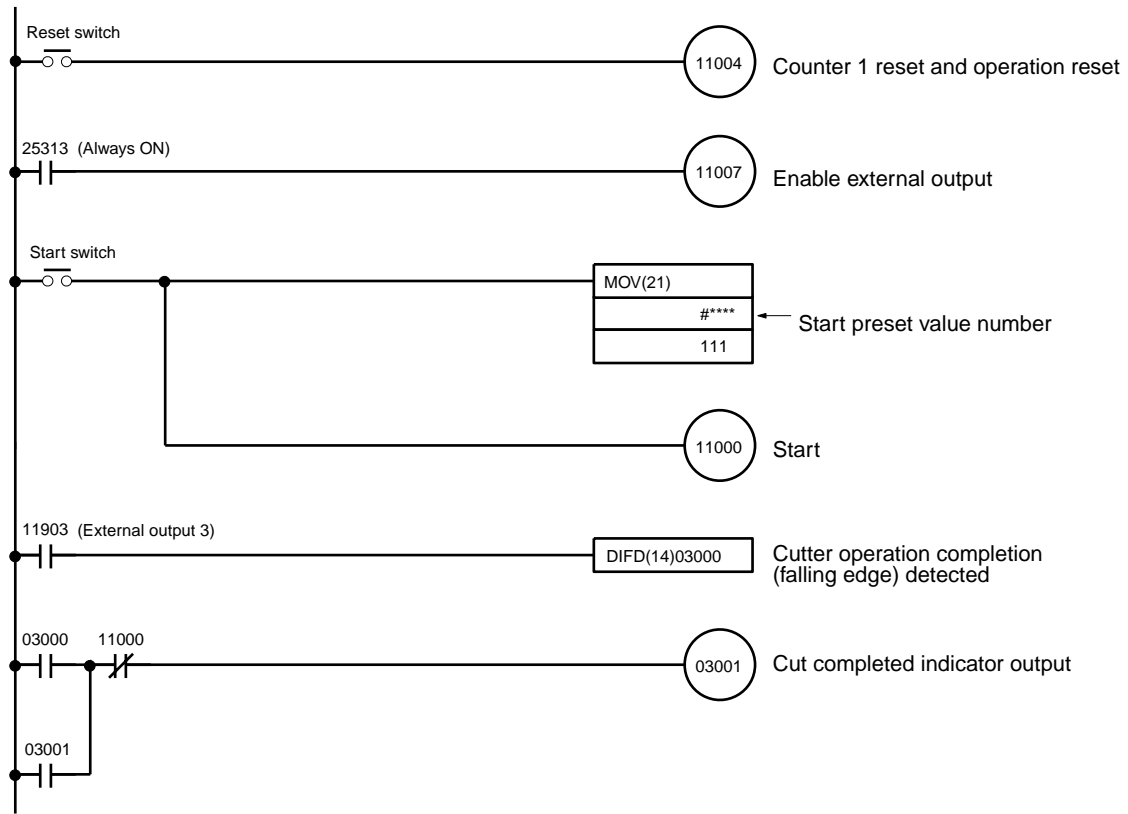 Reset switch
11004
Counter 1 reset and operation reset
25313 (Always ON)
11007
Enable external output
Start switch
MOV(21)
#****
Start preset value number
111
11000
Start
11903 (External output 3)
DIFD(14)03000
Cutter operation completion
(falling edge) detected
03000
11000
03001
Cut completed indicator output
03001